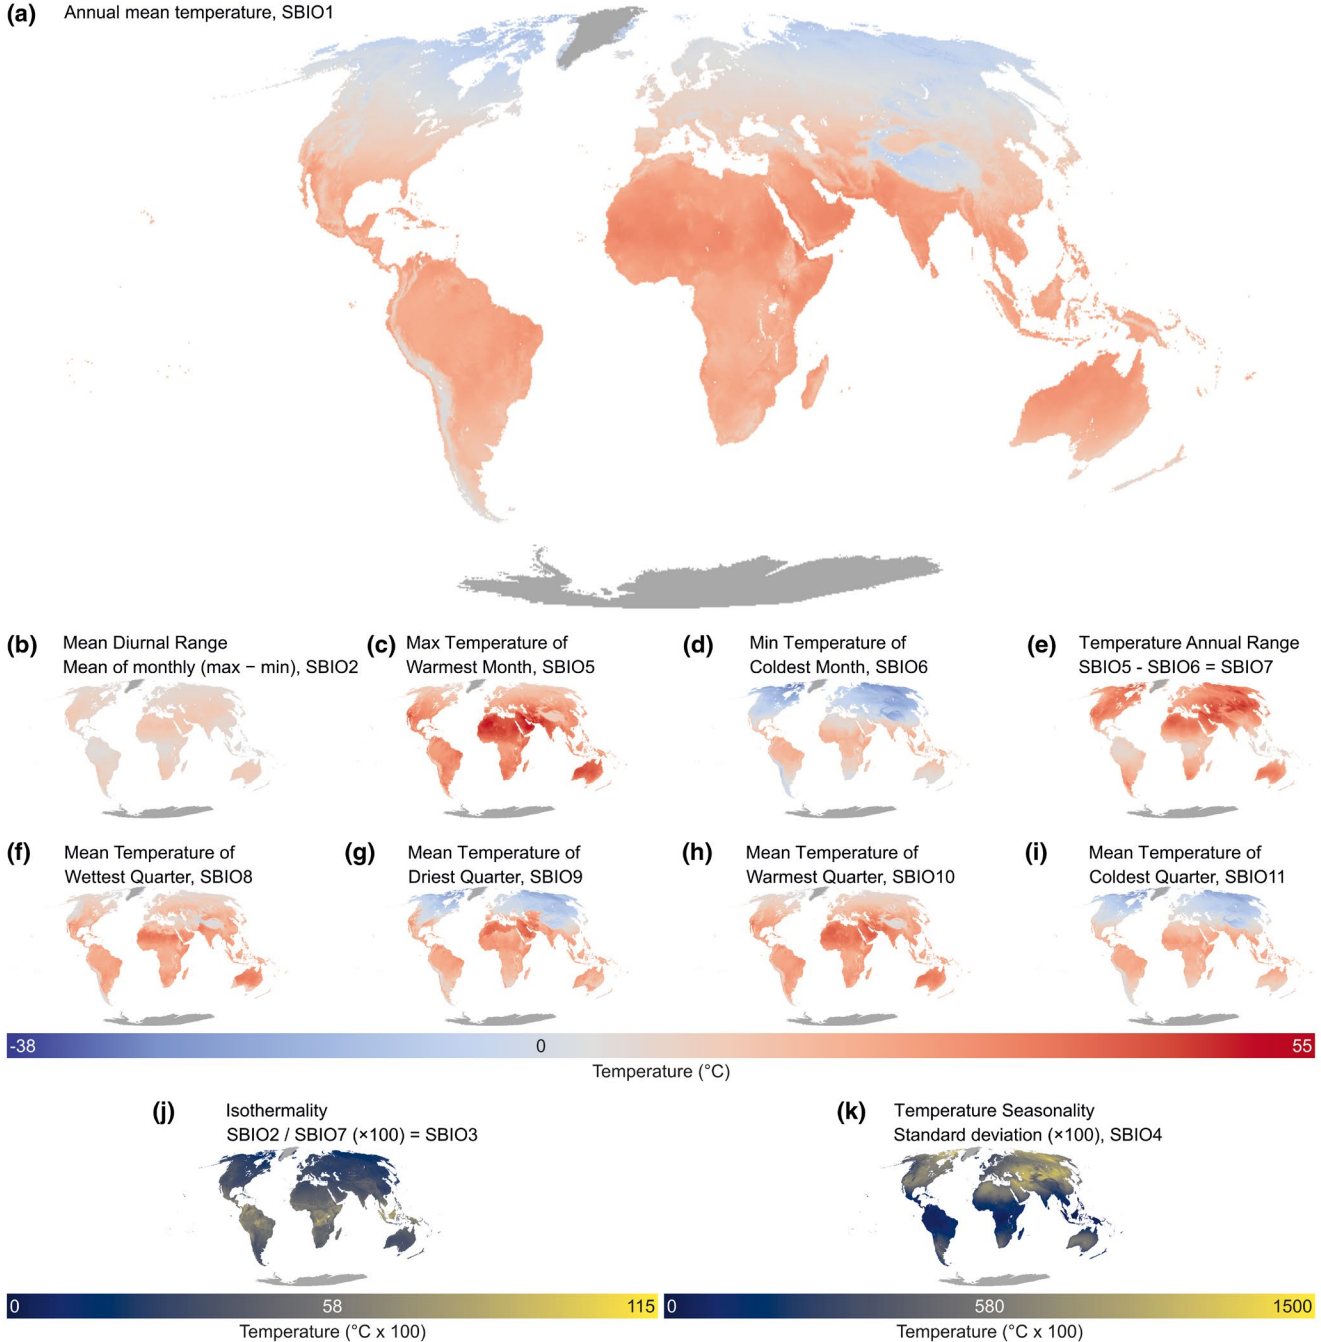 (a) Annual mean temperature, SBIO1
(b) Mean Diurnal Range
Mean of monthly (max − min), SBIO2
(c) Max Temperature of
Warmest Month, SBIO5
(d) Min Temperature of
Coldest Month, SBIO6
(e) Temperature Annual Range
SBIO5 - SBIO6 = SBIO7
(f) Mean Temperature of
Wettest Quarter, SBIO8
(g) Mean Temperature of
Driest Quarter, SBIO9
(h) Mean Temperature of
Warmest Quarter, SBIO10
(i) Mean Temperature of
Coldest Quarter, SBIO11
-38 0 55
Temperature (°C)
(j) Isothermality
SBIO2 / SBIO7 (×100) = SBIO3
(k) Temperature Seasonality
Standard deviation (×100), SBIO4
0 58 115
Temperature (°C x 100)
0 580 1500
Temperature (°C x 100)